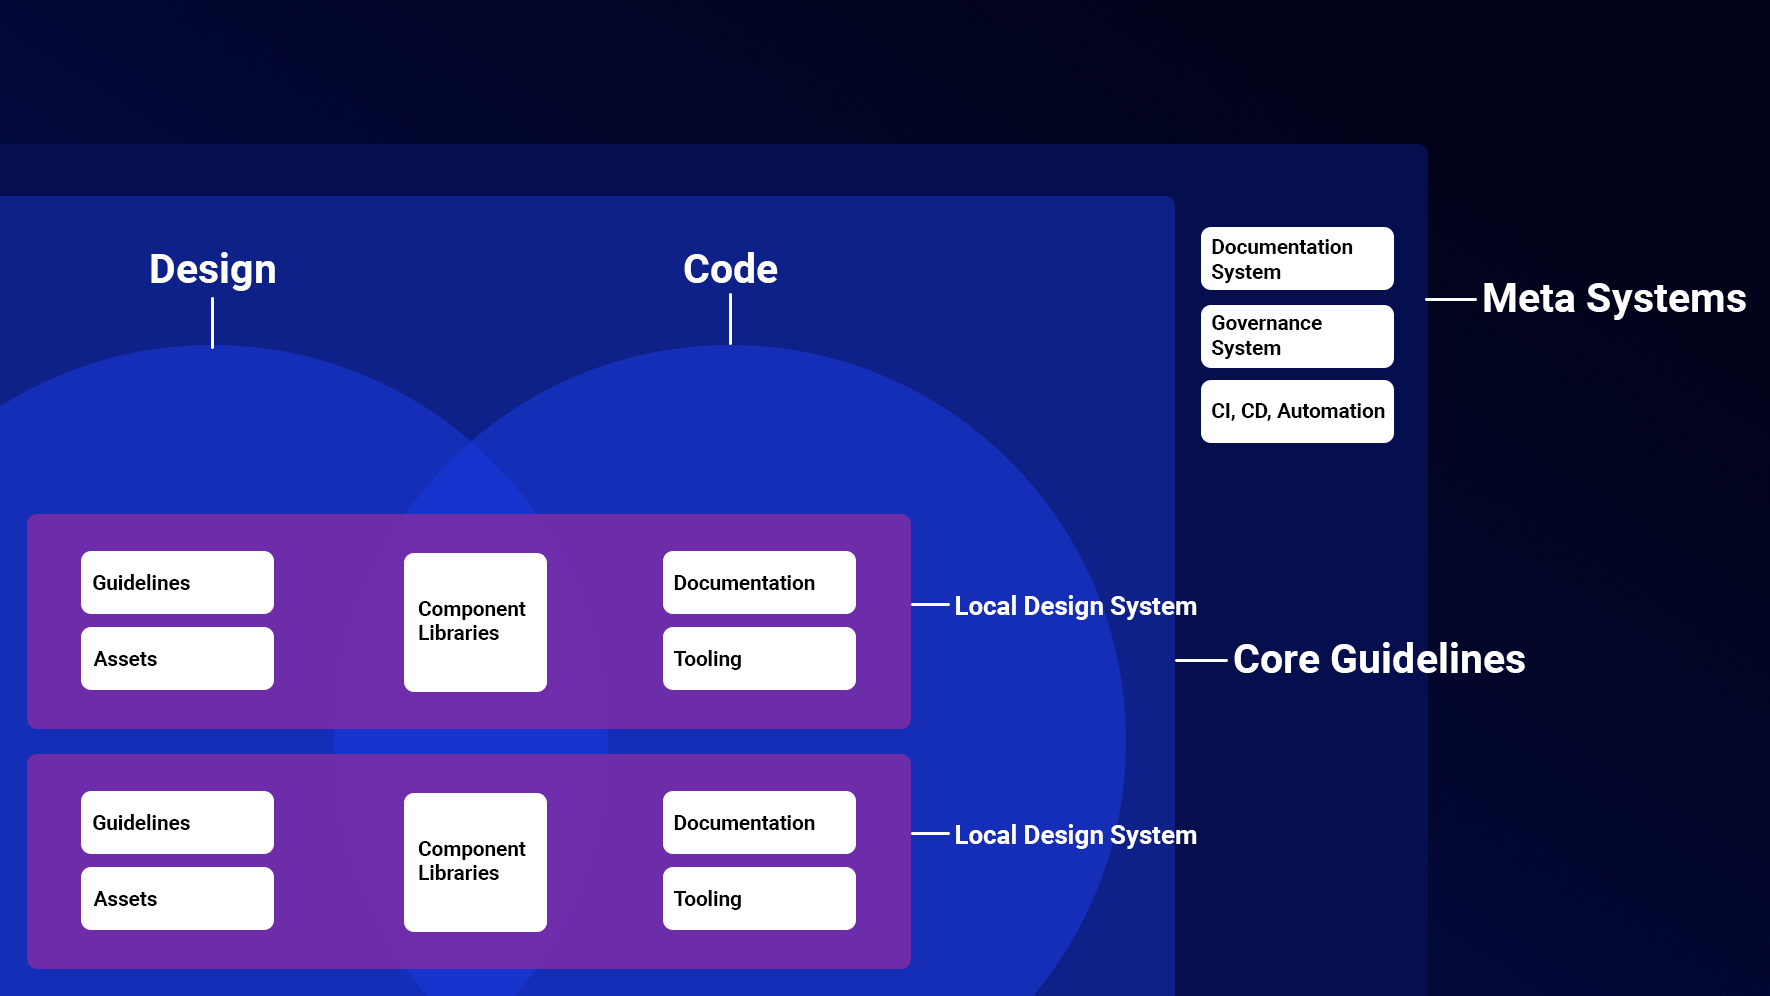 Design
Code
Documentation
System
Governance
System
CI, CD, Automation
Meta Systems
Guidelines
Assets
Component
Libraries
Documentation
Tooling
Local Design System
Core Guidelines
Guidelines
Assets
Component
Libraries
Documentation
Tooling
Local Design System